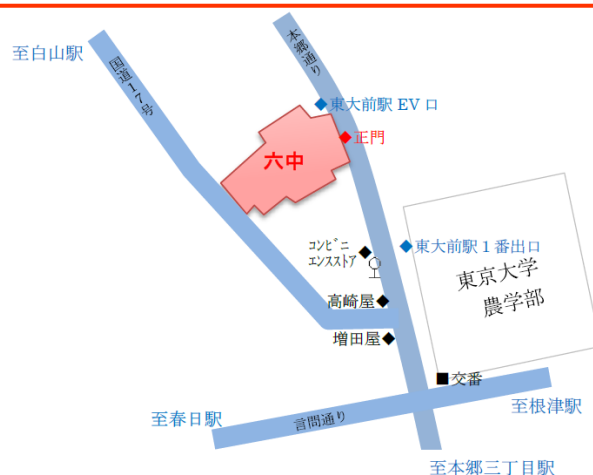 至白山駅
国道17号
本郷通り
◆東大前駅 EV 口
◆正門
六中
コンビニ
エンスストア◆
◆東大前駅 1 番出口
東京大学
農学部
高崎屋◆
増田屋◆
■交番
至春日駅
言問通り
至根津駅
至本郷三丁目駅